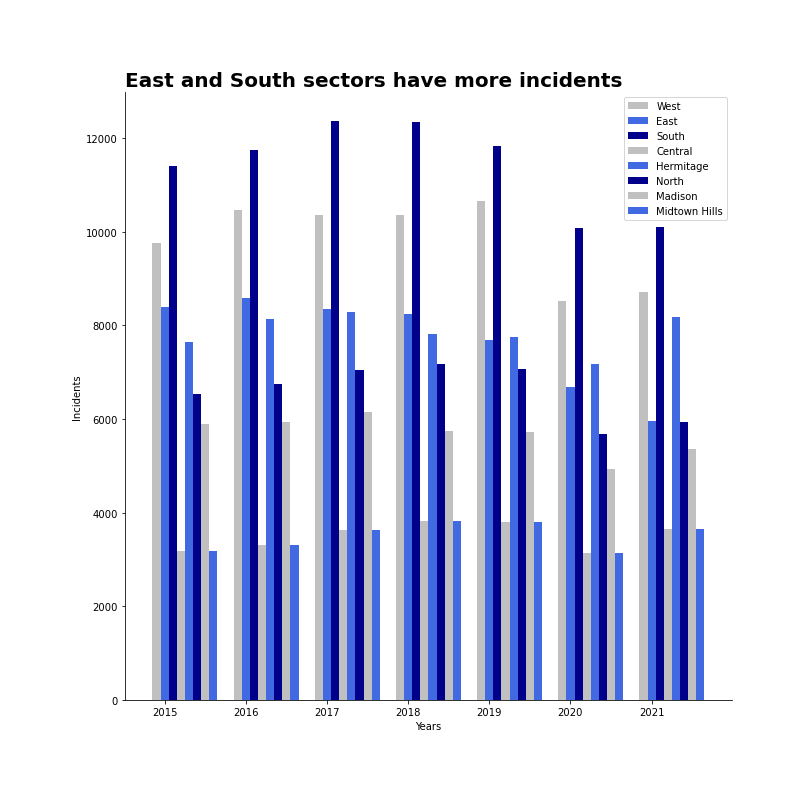 East and South sectors have more incidents
West
East
South
Central
Hermitage
North
Madison
Midtown Hills
12000
10000
8000
6000
4000
2000
0
Incidents
2015 2016 2017 2018 2019 2020 2021
Years